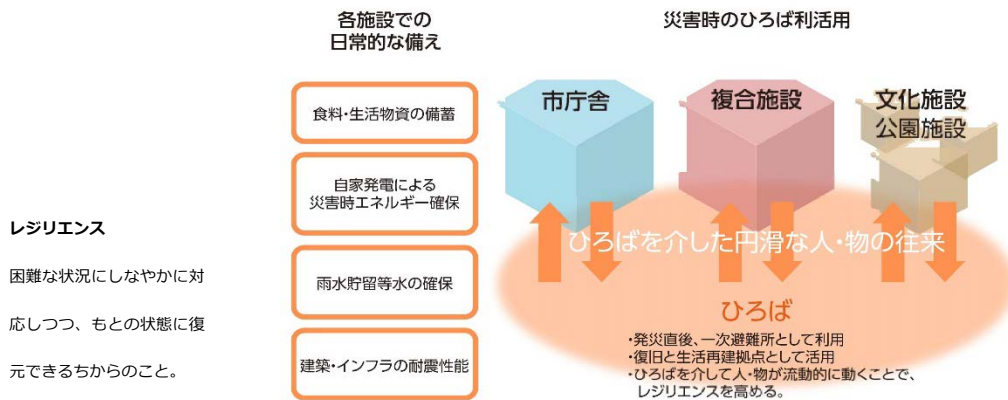 各施設での
日常的な備え
食料・生活物資の備蓄
自家発電による
災害時エネルギー確保
雨水貯留等水の確保
建築・インフラの耐震性能
災害時のひろば利活用
市庁舎
複合施設
文化施設
公園施設
ひろばを介した円滑な人・物の往来
ひろば
・発災直後、一次避難所として利用
・復旧と生活再建拠点として活用
・ひろばを介して人・物が流動的に動くことで、
レジリエンスを高める。
レジリエンス
困難な状況にしなやかに対
応しつつ、もとの状態に復
元できるちからのこと。